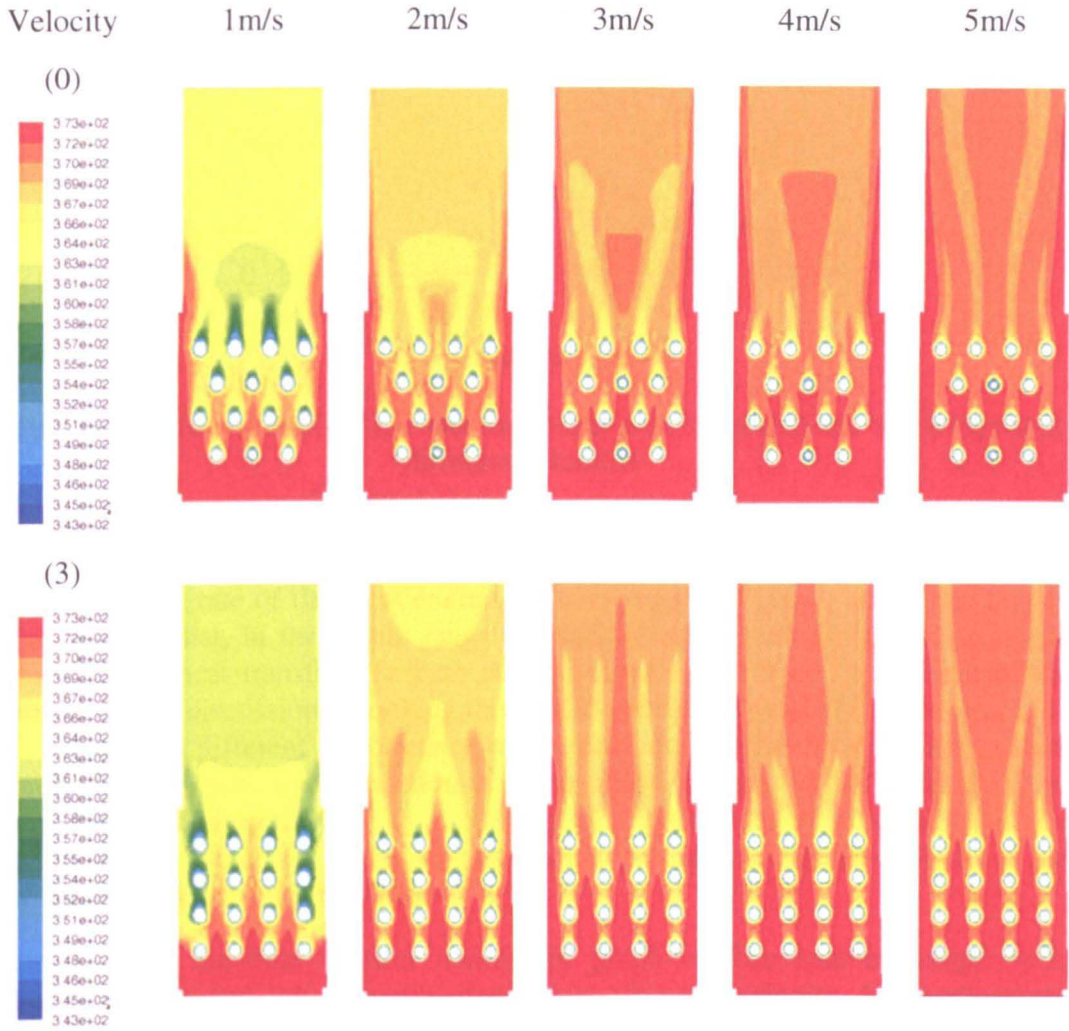 Velocity 1m/s 2m/s 3m/s 4m/s 5m/s
(0)
3 73e+02
3 72e+02
3 70e+02
3 69e+02
3 67e+02
3 66e+02
3 64e+02
3 63e+02
3 61e+02
3 60e+02
3 58e+02
3 57e+02
3 55e+02
3 54e+02
3 52e+02
3 51e+02
3 49e+02
3 48e+02
3 46e+02
3 45e+02
3 43e+02
(3)
3 73e+02
3 72e+02
3 70e+02
3 69e+02
3 67e+02
3 66e+02
3 64e+02
3 63e+02
3 61e+02
3 60e+02
3 58e+02
3 57e+02
3 55e+02
3 54e+02
3 52e+02
3 51e+02
3 49e+02
3 48e+02
3 46e+02
3 45e+02
3 43e+02